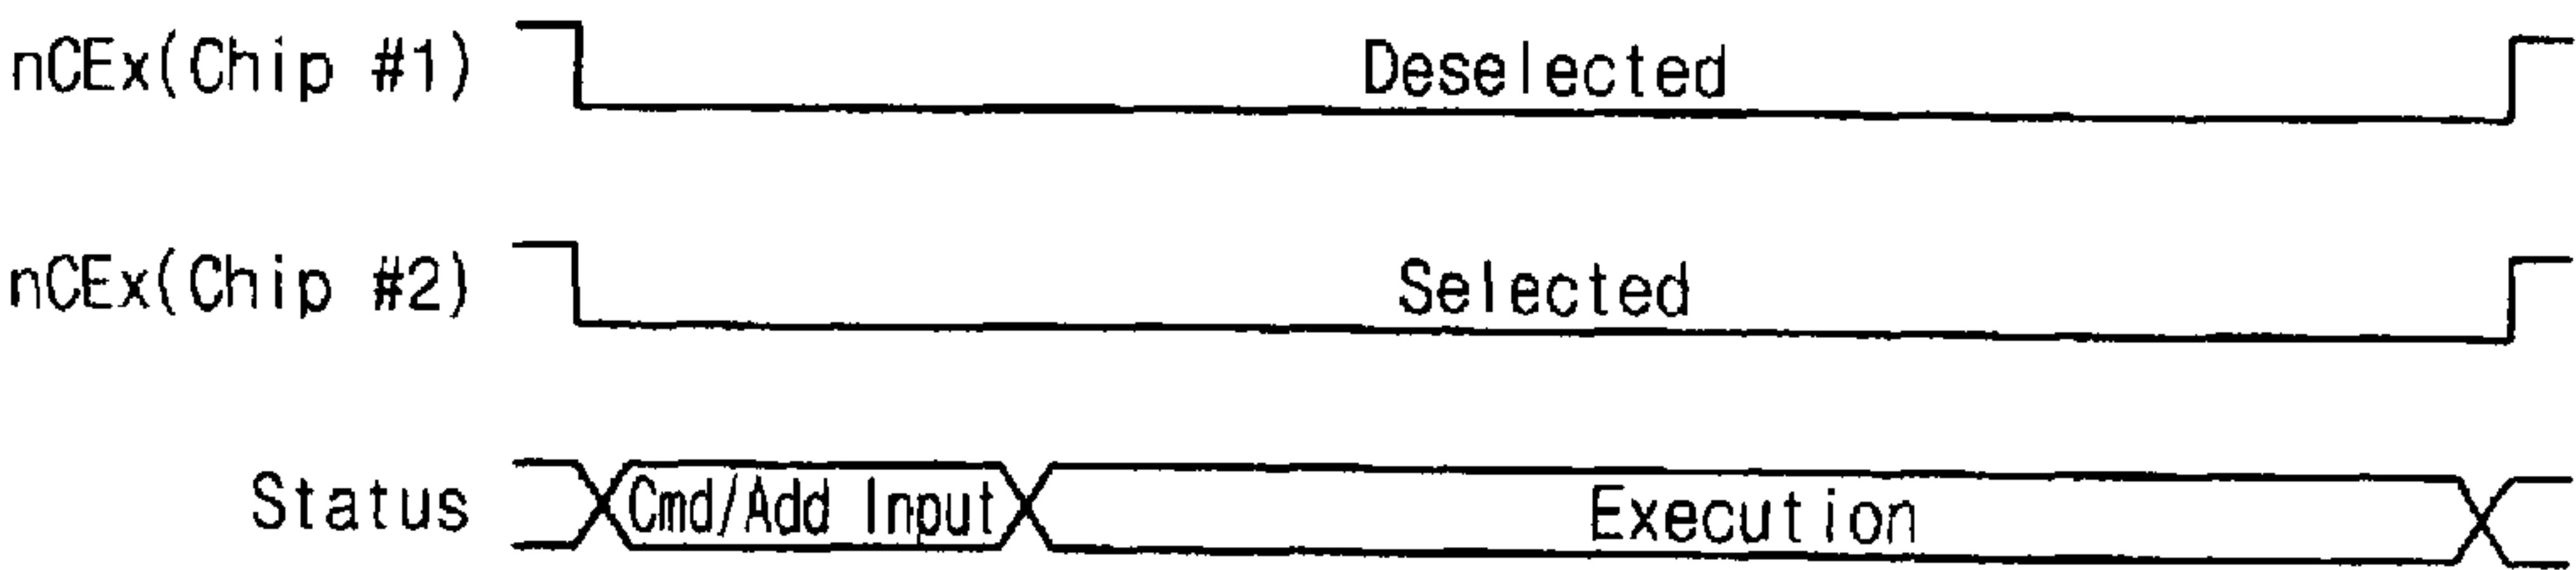 nCEx(Chip #1) Deselected
nCEx(Chip #2) Selected
Status Cmd/Add Input Execution